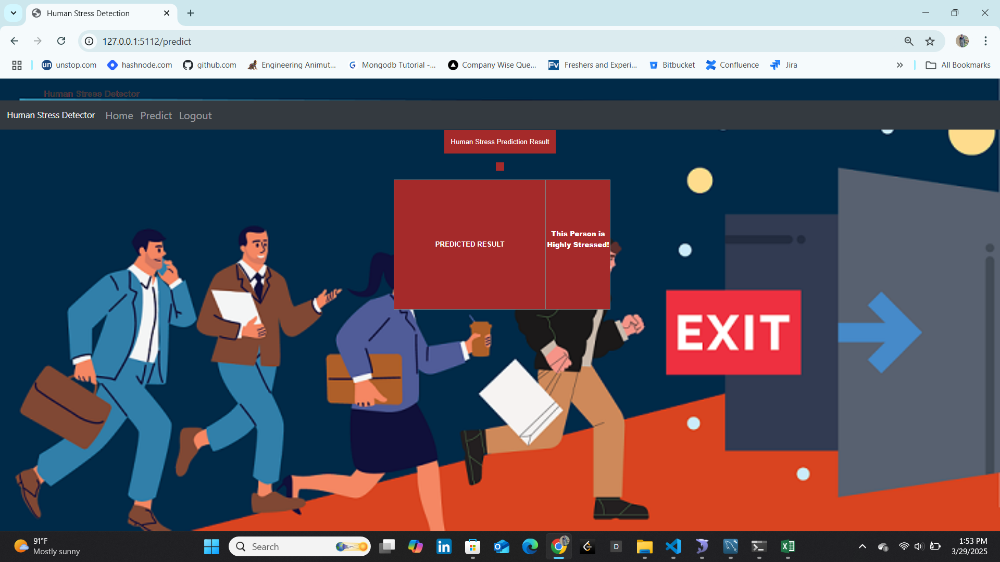 Human Stress Detection
127.0.0.1:5112/predict
unstop.com
hashnode.com
github.com
Engineering Animut...
Mongodb Tutorial -...
Company Wise Que...
Freshers and Experi...
Bitbucket
Confluence
Jira
All Bookmarks
Human Stress Detector
Human Stress Detector
Home
Predict
Logout
Human Stress Prediction Result
PREDICTED RESULT
This Person is
Highly Stressed!
EXIT
91°F
Mostly sunny
Search
1:53 PM
3/29/2025